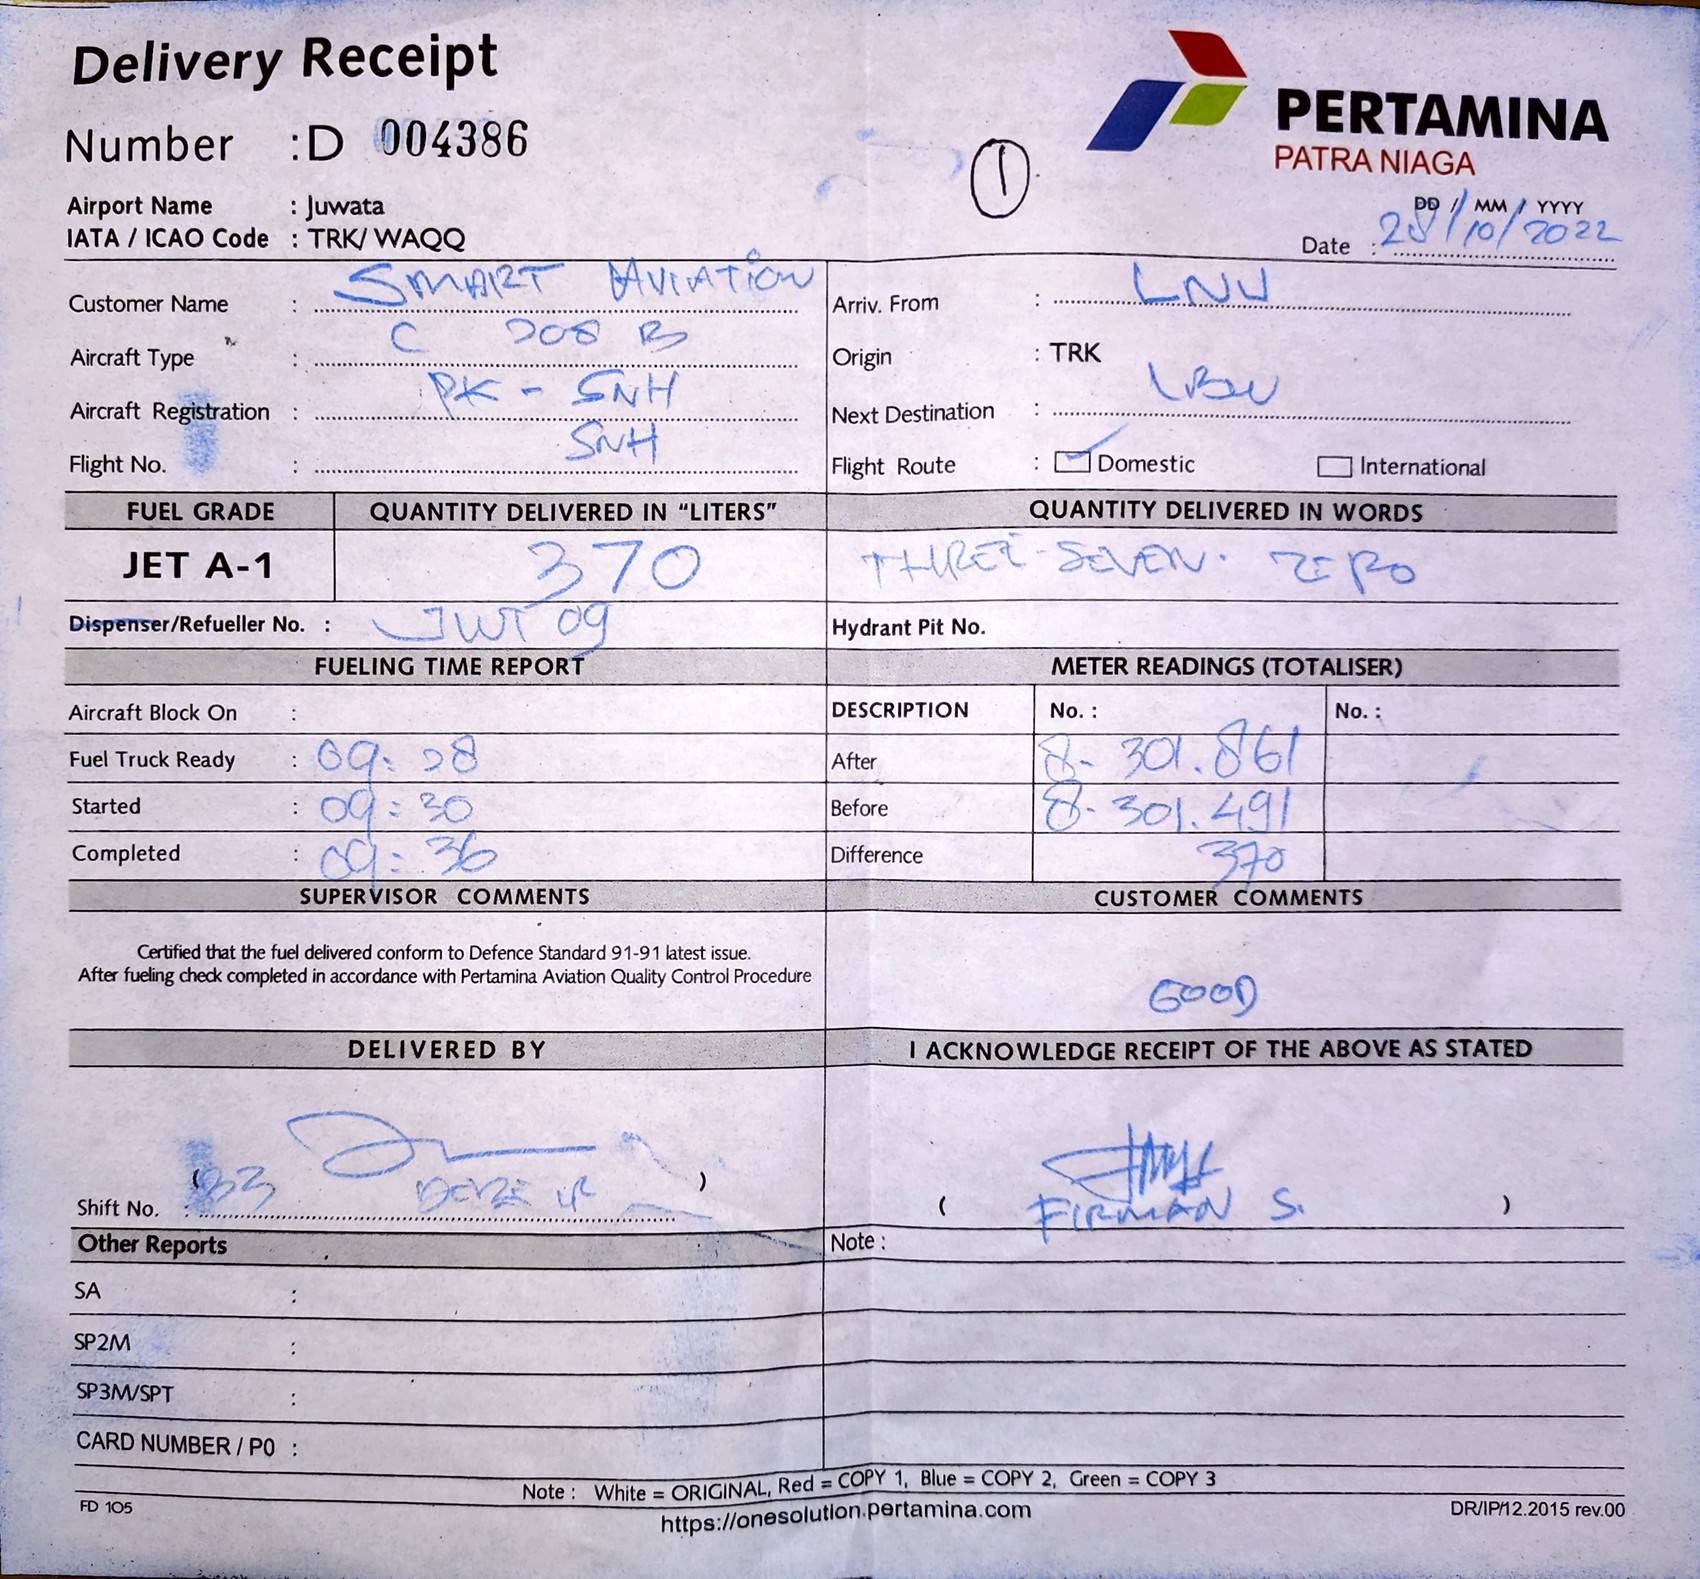 Delivery Receipt
Number : D 004386
1
PERTAMINA
PATRA NIAGA
Airport Name : Juwata
IATA / ICAO Code : TRK/ WAQQ
DD / MM / YYYY
Date : /10/2022
Customer Name : SMART AVIATION
Arriv. From : LNU
Aircraft Type : C 208 B
Origin : TRK
Aircraft Registration : PK - SNH
Next Destination : LBU
Flight No. : SNH
Flight Route : Domestic International
FUEL GRADE QUANTITY DELIVERED IN “LITERS” QUANTITY DELIVERED IN WORDS
JET A-1 370 THREE-SEVEN. ZERO
Dispenser/Refueller No. : JWT 09 Hydrant Pit No.
FUELING TIME REPORT METER READINGS (TOTALISER)
Aircraft Block On : DESCRIPTION No. : No. :
Fuel Truck Ready : 09: 28 After 8- 301.861
Started : 09:30 Before 8- 301.491
Completed : 09: 36 Difference 370
SUPERVISOR COMMENTS CUSTOMER COMMENTS
Certified that the fuel delivered conform to Defence Standard 91-91 latest issue.
After fueling check completed in accordance with Pertamina Aviation Quality Control Procedure
GOOD
DELIVERED BY I ACKNOWLEDGE RECEIPT OF THE ABOVE AS STATED
( )
Shift No. :
( FIRMAN S. )
Other Reports Note :
SA :
SP2M :
SP3M/SPT :
CARD NUMBER / P0 :
Note : White = ORIGINAL, Red = COPY 1, Blue = COPY 2, Green = COPY 3
FD 105 https://onesolution.pertamina.com DR/IP/12.2015 rev.00